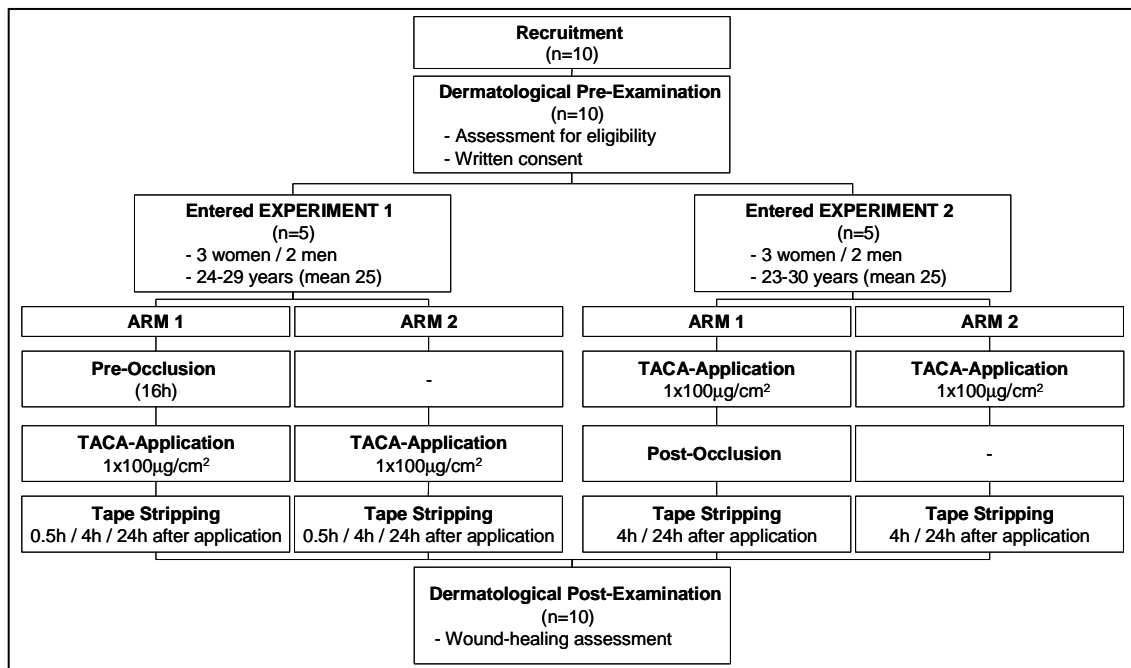 Recruitment
(n=10)
Dermatological Pre-Examination
(n=10)
- Assessment for eligibility
- Written consent
Entered EXPERIMENT 1
(n=5)
- 3 women / 2 men
- 24-29 years (mean 25)
Entered EXPERIMENT 2
(n=5)
- 3 women / 2 men
- 23-30 years (mean 25)
ARM 1
ARM 2
ARM 1
ARM 2
Pre-Occlusion
(16h)
-
TACA-Application
1x100µg/cm²
TACA-Application
1x100µg/cm²
TACA-Application
1x100µg/cm²
TACA-Application
1x100µg/cm²
Post-Occlusion
-
Tape Stripping
0.5h / 4h / 24h after application
Tape Stripping
0.5h / 4h / 24h after application
Tape Stripping
4h / 24h after application
Tape Stripping
4h / 24h after application
Dermatological Post-Examination
(n=10)
- Wound-healing assessment